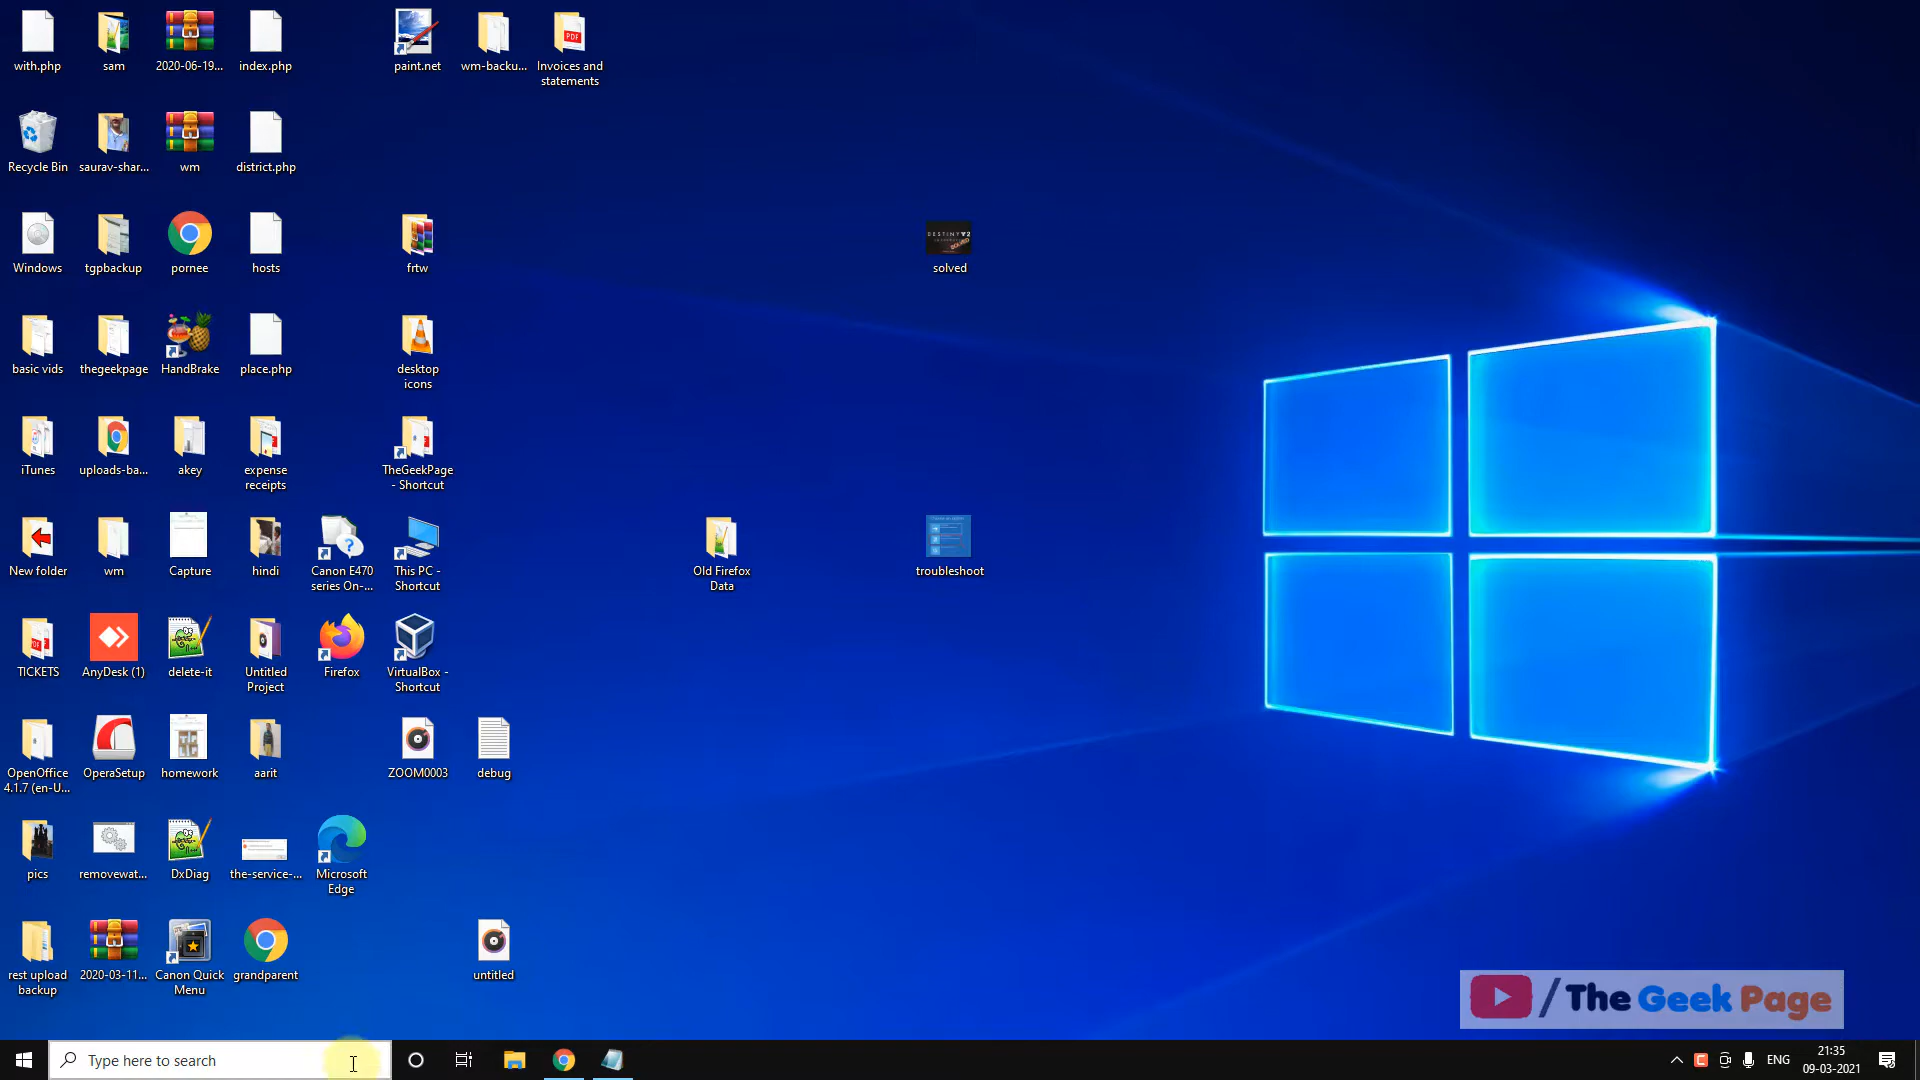 with.php
sam
2020-06-19...
index.php
paint.net
wm-backu...
Invoices and
statements
Recycle Bin
saurav-shar...
wm
district.php
Windows
tgpbackup
pornee
hosts
frtw
DESTINY 2
solved
basic vids
thegeekpage
HandBrake
place.php
desktop
icons
iTunes
uploads-ba...
akey
expense
receipts
TheGeekPage
- Shortcut
New folder
wm
Capture
hindi
Canon E470
series On-...
This PC -
Shortcut
Old Firefox
Data
troubleshoot
TICKETS
AnyDesk (1)
delete-it
Untitled
Project
Firefox
VirtualBox -
Shortcut
OpenOffice
4.1.7 (en-U...
OperaSetup
homework
aarit
ZOOM0003
debug
pics
removewat...
DxDiag
the-service-...
Microsoft
Edge
rest upload
backup
2020-03-11...
Canon Quick
Menu
grandparent
untitled
/ The Geek Page
Type here to search
ENG
21:35
09-03-2021